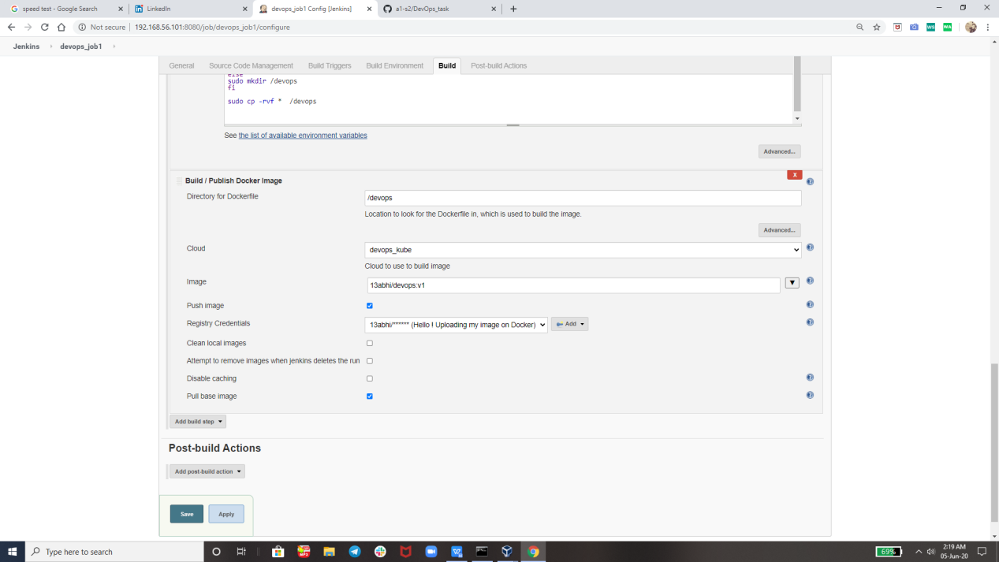 speed test - Google Search
LinkedIn
devops_job1 Config [Jenkins]
a1-s2/DevOps_task
Not secure | 192.168.56.101:8080/job/devops_job1/configure
Jenkins
devops_job1
General
Source Code Management
Build Triggers
Build Environment
Build
Post-build Actions
else
sudo mkdir /devops
fi
sudo cp -rvf * /devops
See the list of available environment variables
Advanced...
Build / Publish Docker Image
X
Directory for Dockerfile
/devops
Location to look for the Dockerfile in, which is used to build the image.
Advanced...
Cloud
devops_kube
Cloud to use to build image
Image
13abhi/devops:v1
Push image
Registry Credentials
13abhi/****** (Hello ! Uploading my image on Docker)
Add
Clean local images
Attempt to remove images when jenkins deletes the run
Disable caching
Pull base image
Add build step
Post-build Actions
Add post-build action
Save
Apply
Type here to search
69%
2:19 AM
05-Jun-20